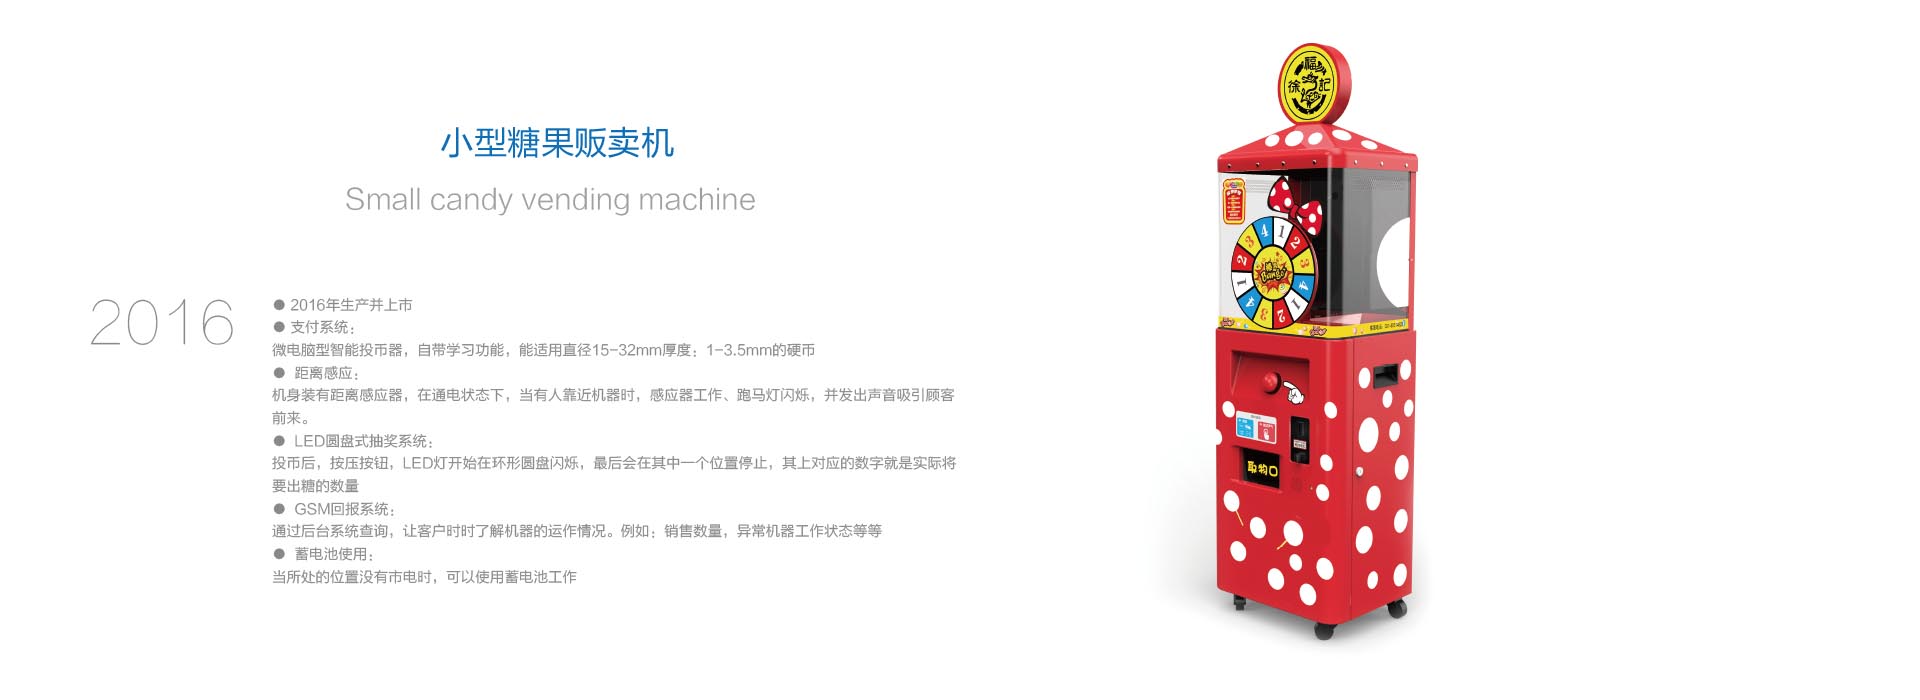 小型糖果贩卖机
Small candy vending machine
2016
● 2016年生产并上市
● 支付系统:
微电脑型智能投币器，自带学习功能，能适用直径15-32mm厚度：1-3.5mm的硬币
● 距离感应:
机身装有距离感应器，在通电状态下，当有人靠近机器时，感应器工作、跑马灯闪烁，并发出声音吸引顾客
前来。
● LED圆盘式抽奖系统:
投币后，按压按钮，LED灯开始在环形圆盘闪烁，最后会在其中一个位置停止，其上对应的数字就是实际将
要出糖的数量
● GSM回报系统:
通过后台系统查询，让客户时时了解机器的运作情况。例如：销售数量，异常机器工作状态等等
● 蓄电池使用:
当所处的位置没有市电时，可以使用蓄电池工作
福
徐 記
4 1 2 3 4 1 2 3 4 1 2 3
取物口